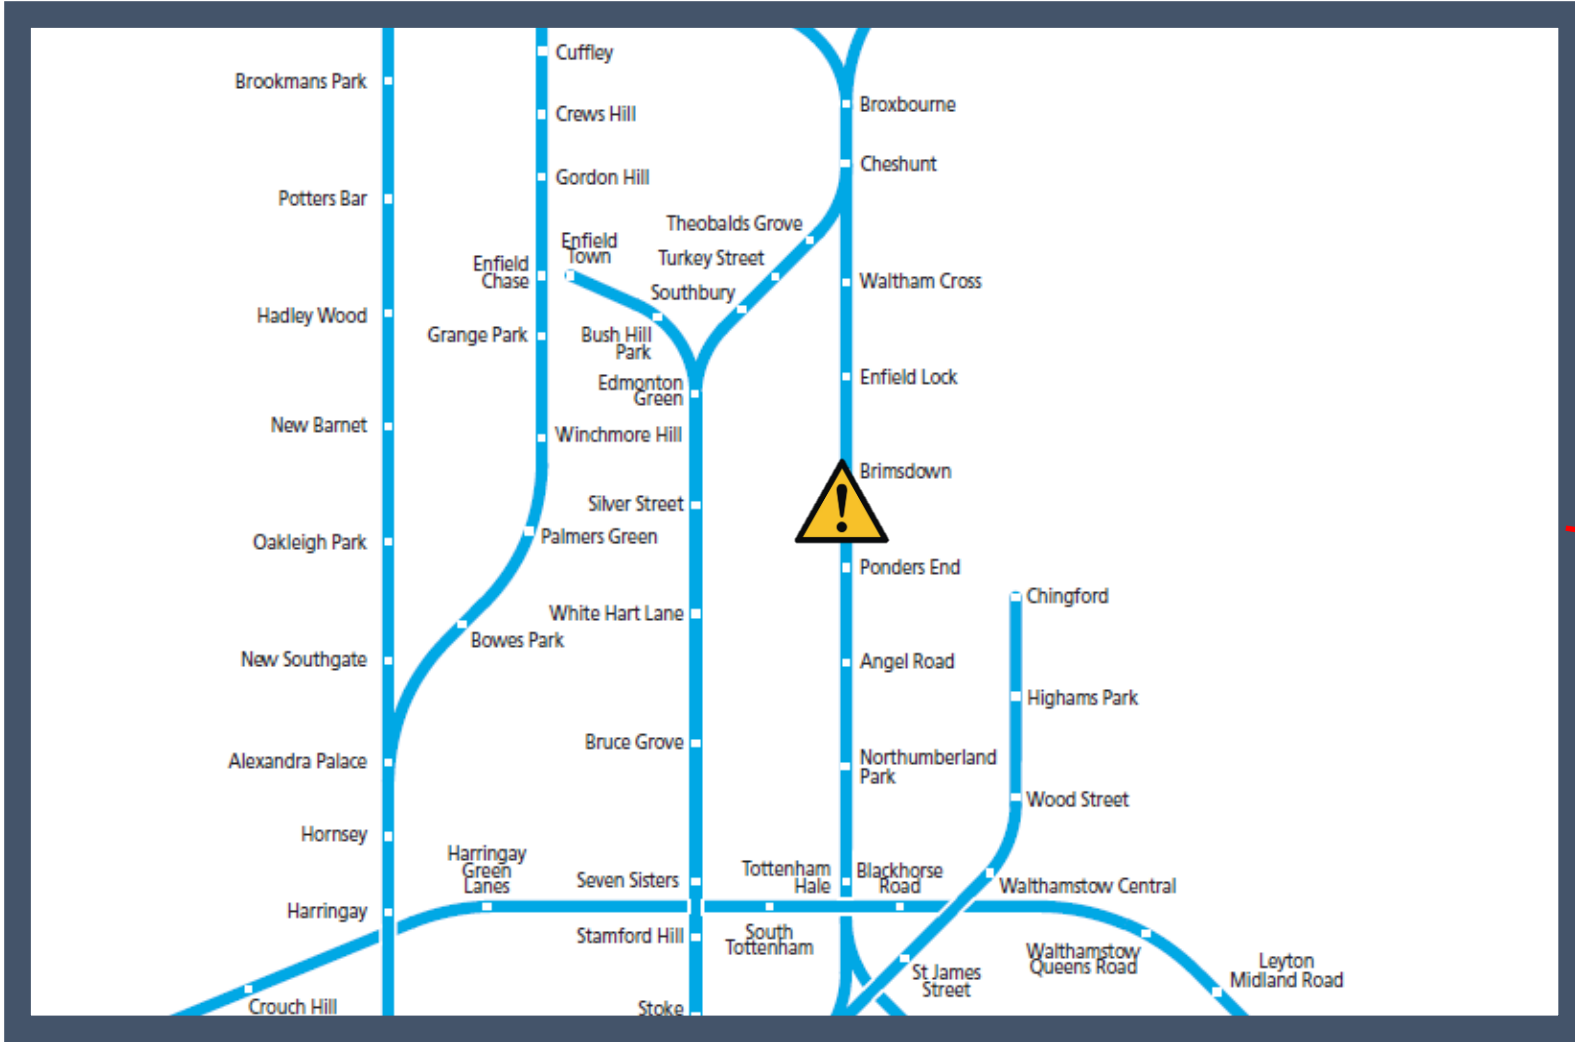 Cuffley
Brookmans Park
Broxbourne
Crews Hill
Cheshunt
Gordon Hill
Potters Bar
Theobalds Grove
Enfield
Town
Turkey Street
Enfield
Chase
Waltham Cross
Southbury
Hadley Wood
Grange Park
Bush Hill
Park
Enfield Lock
Edmonton
Green
New Barnet
Winchmore Hill
Brimsdown
!
Silver Street
Palmers Green
Oakleigh Park
Ponders End
Chingford
White Hart Lane
Bowes Park
New Southgate
Angel Road
Highams Park
Bruce Grove
Alexandra Palace
Northumberland
Park
Wood Street
Hornsey
Harringay
Green
Lanes
Seven Sisters
Tottenham
Hale
Blackhorse
Road
Walthamstow Central
Harringay
Stamford Hill
South
Tottenham
Walthamstow
Queens Road
Leyton
Midland Road
St James
Street
Crouch Hill
Stoke